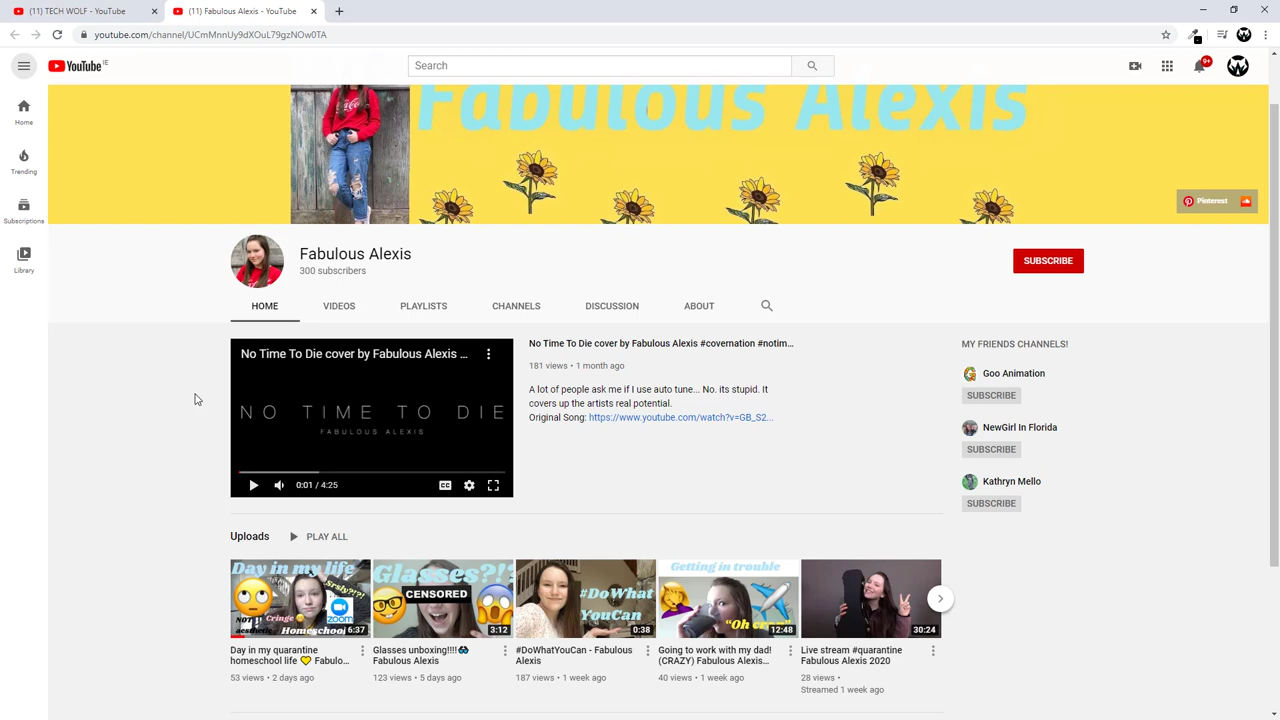 (11) TECH WOLF - YouTube
(11) Fabulous Alexis - YouTube
youtube.com/channel/UCmMnnUy9dXOuL79gzNOw0TA
YouTube IE
Search
9+
Home
Trending
Subscriptions
Library
Fabulous Alexis
Pinterest
Fabulous Alexis
300 subscribers
SUBSCRIBE
HOME VIDEOS PLAYLISTS CHANNELS DISCUSSION ABOUT
No Time To Die cover by Fabulous Alexis ...
NO TIME TO DIE
FABULOUS ALEXIS
0:01 / 4:25
No Time To Die cover by Fabulous Alexis #covernation #notim...
181 views • 1 month ago
A lot of people ask me if I use auto tune... No. its stupid. It
covers up the artists real potential.
Original Song: https://www.youtube.com/watch?v=GB_S2...
MY FRIENDS CHANNELS!
Goo Animation
SUBSCRIBE
NewGirl In Florida
SUBSCRIBE
Kathryn Mello
SUBSCRIBE
Uploads PLAY ALL
Day in my life
Srsly?!?!
Cringe
zoom
NOT
aesthetic
Homeschool
6:37
Day in my quarantine
homeschool life 💛 Fabulo...
53 views • 2 days ago
Glasses?!?
CENSORED
3:12
Glasses unboxing!!!!👓
Fabulous Alexis
123 views • 5 days ago
#DoWhat
YouCan
0:38
#DoWhatYouCan - Fabulous
Alexis
187 views • 1 week ago
Getting in trouble
"Oh crap"
12:48
Going to work with my dad!
(CRAZY) Fabulous Alexis...
40 views • 1 week ago
30:24
Live stream #quarantine
Fabulous Alexis 2020
28 views •
Streamed 1 week ago